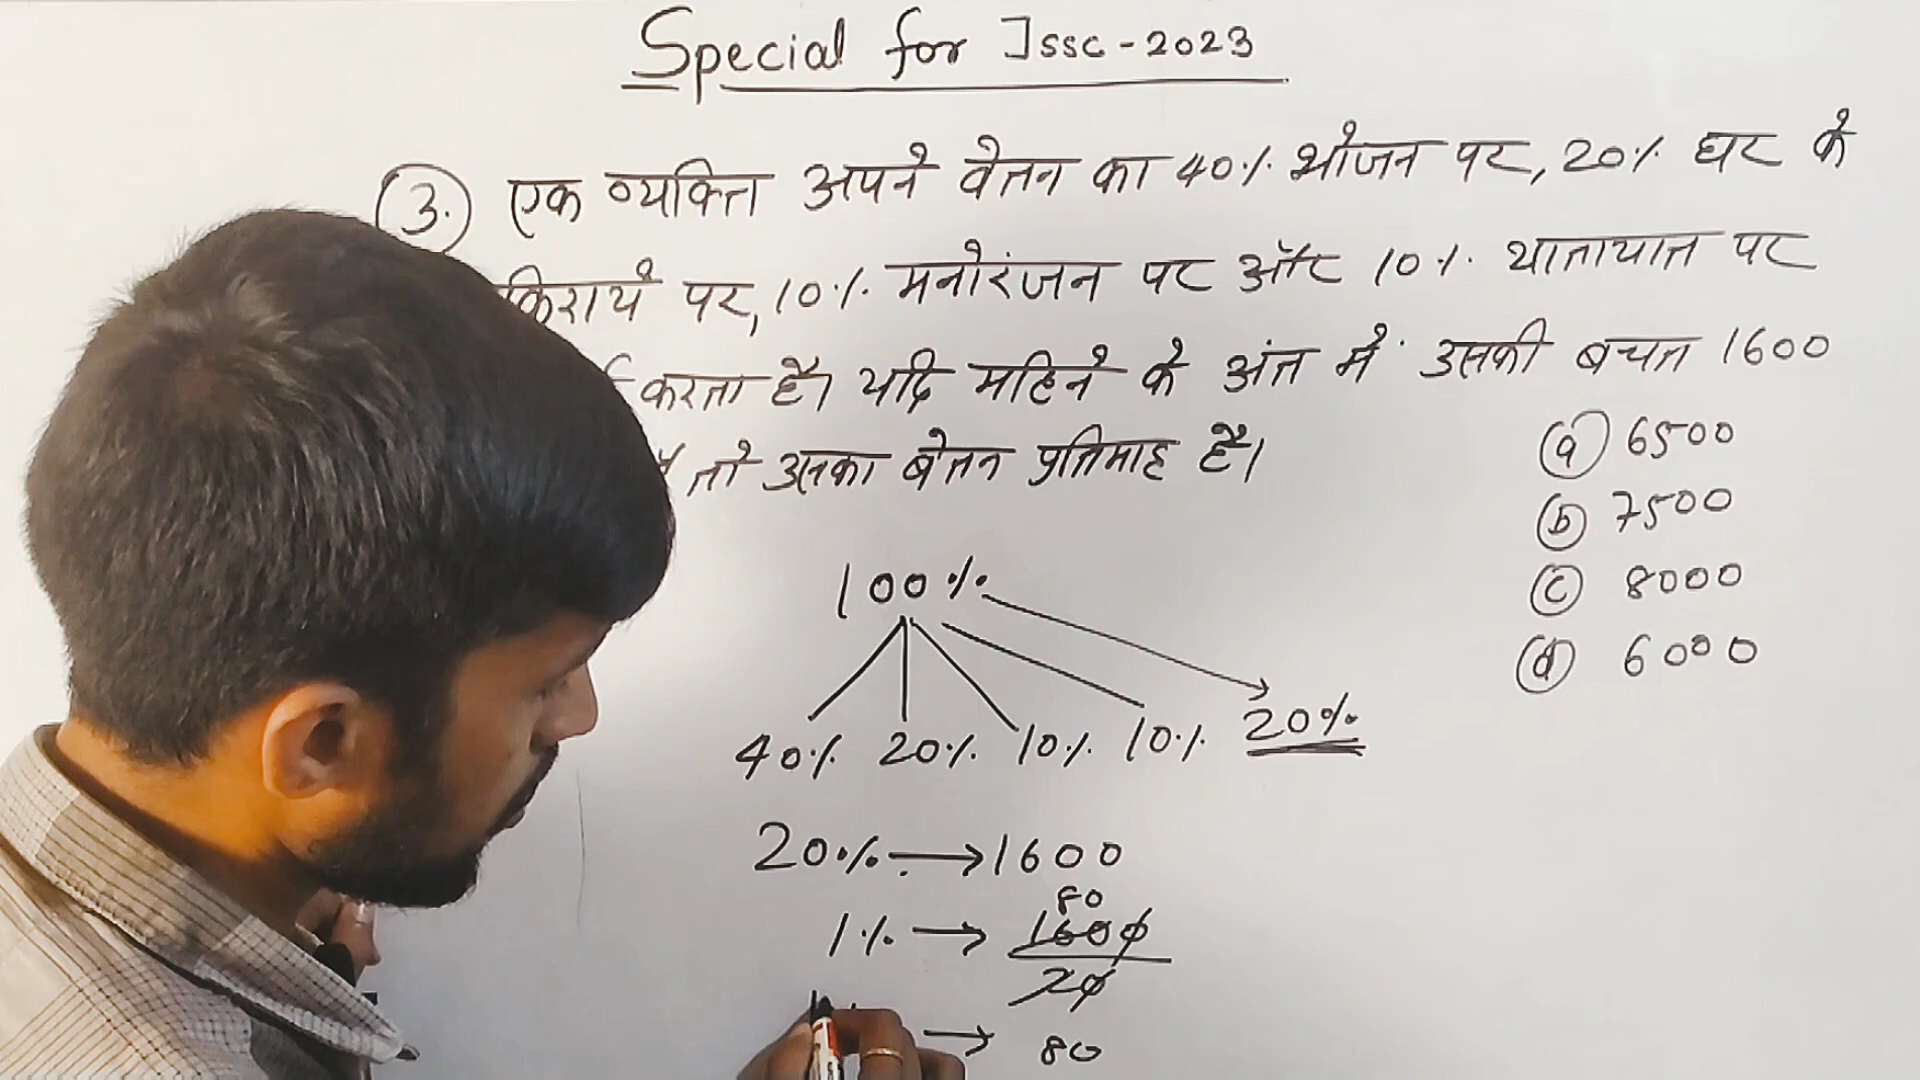 Special for Jssc-2023
3. एक व्यक्ति अपने वेतन का 40% भोजन पर, 20% घर के
किराये पर, 10% मनोरंजन पर और 10% यातायात पर
करता है। यदि महिने के अंत में उसकी बचत 1600
तो उसका वेतन प्रतिमाह है।
(a) 6500
(b) 7500
(c) 8000
(d) 6000
100%
40% 20% 10% 10% 20%
20% → 1600
80
1% → 1600
20
→ 80